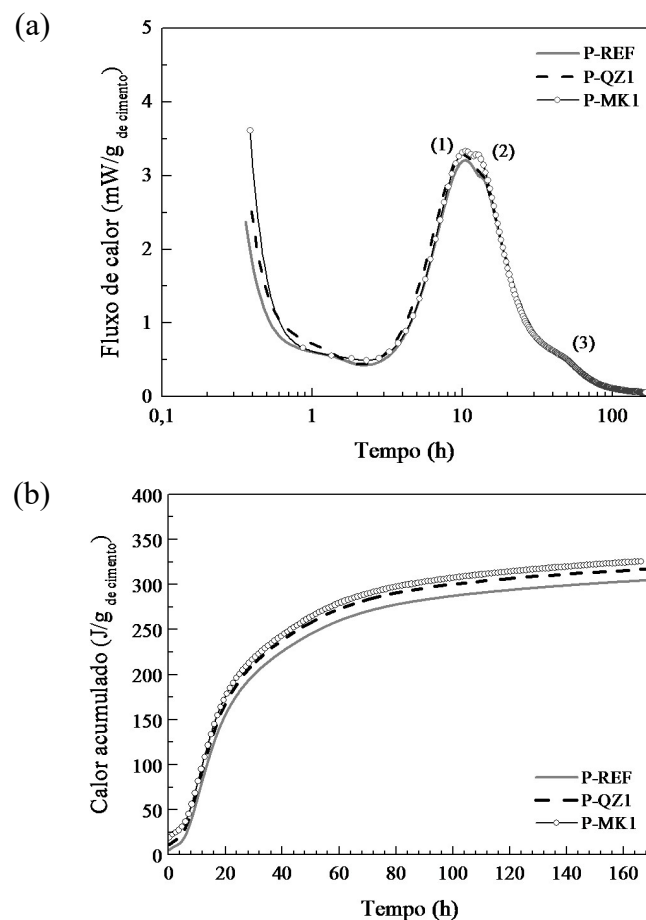 (a)
P-REF
P-QZ1
P-MK1
Fluxo de calor (mW/g de cimento)
5
4
3
2
1
0
(1)
(2)
(3)
0,1
1
10
100
Tempo (h)
(b)
Calor acumulado (J/g de cimento)
400
350
300
250
200
150
100
50
0
P-REF
P-QZ1
P-MK1
0
20
40
60
80
100
120
140
160
Tempo (h)